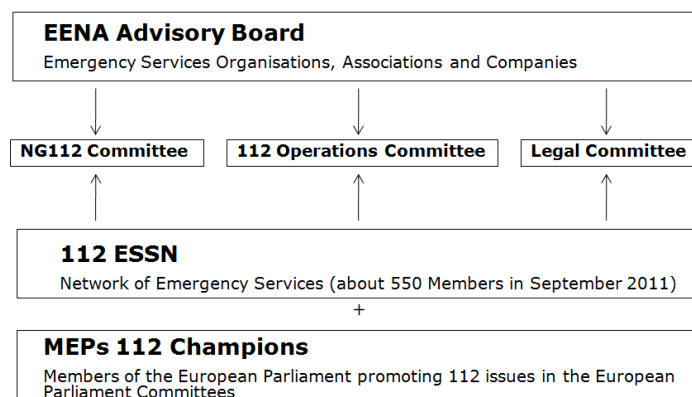 EENA Advisory Board
Emergency Services Organisations, Associations and Companies
NG112 Committee
112 Operations Committee
Legal Committee
112 ESSN
Network of Emergency Services (about 550 Members in September 2011)
+
MEPs 112 Champions
Members of the European Parliament promoting 112 issues in the European
Parliament Committees